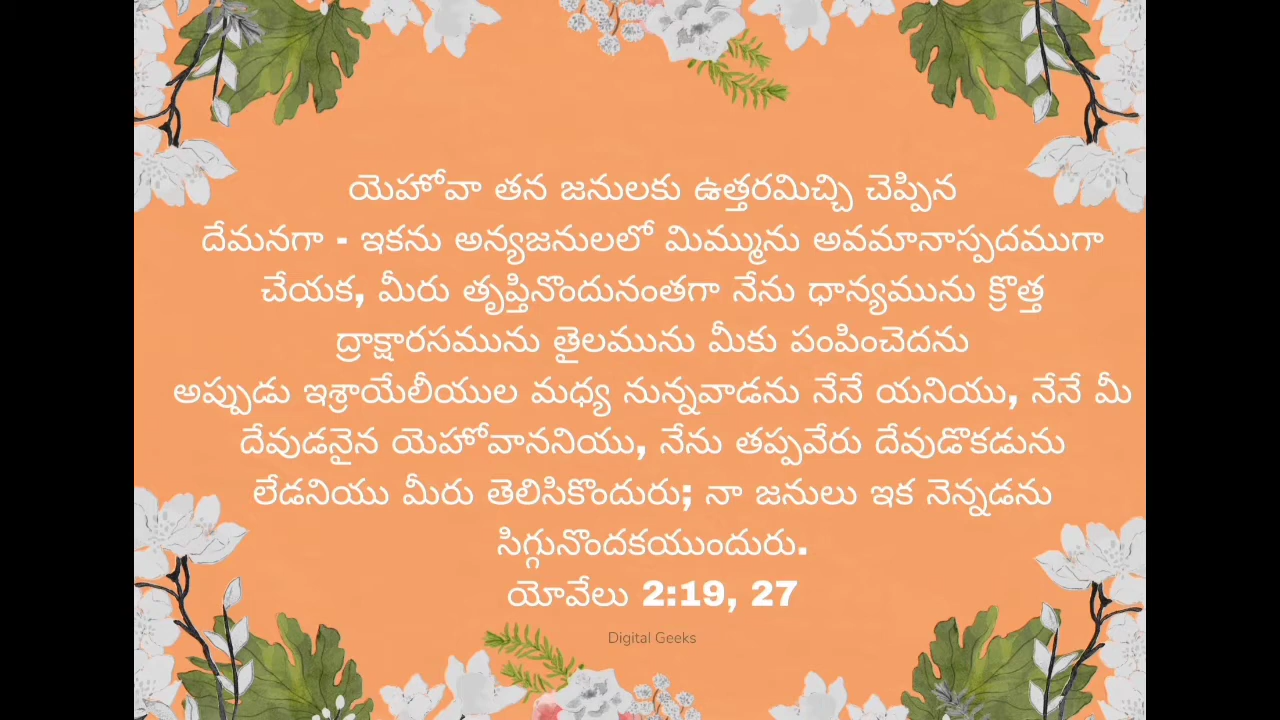 యెహోవా తన జనులకు ఉత్తరమిచ్చి చెప్పిన
దేమనగా - ఇకను అన్యజనులలో మిమ్మును అవమానాస్పదముగా
చేయక, మీరు తృప్తినొందునంతగా నేను ధాన్యమును క్రొత్త
ద్రాక్షారసమును తైలమును మీకు పంపించెదను
అప్పుడు ఇశ్రాయేలీయుల మధ్య నున్నవాడను నేనే యనియు, నేనే మీ
దేవుడనైన యెహోవాననియు, నేను తప్పవేరు దేవుడొకడును
లేడనియు మీరు తెలిసికొందురు; నా జనులు ఇక నెన్నడను
సిగ్గునొందకయుందురు.
యోవేలు 2:19, 27
Digital Geeks